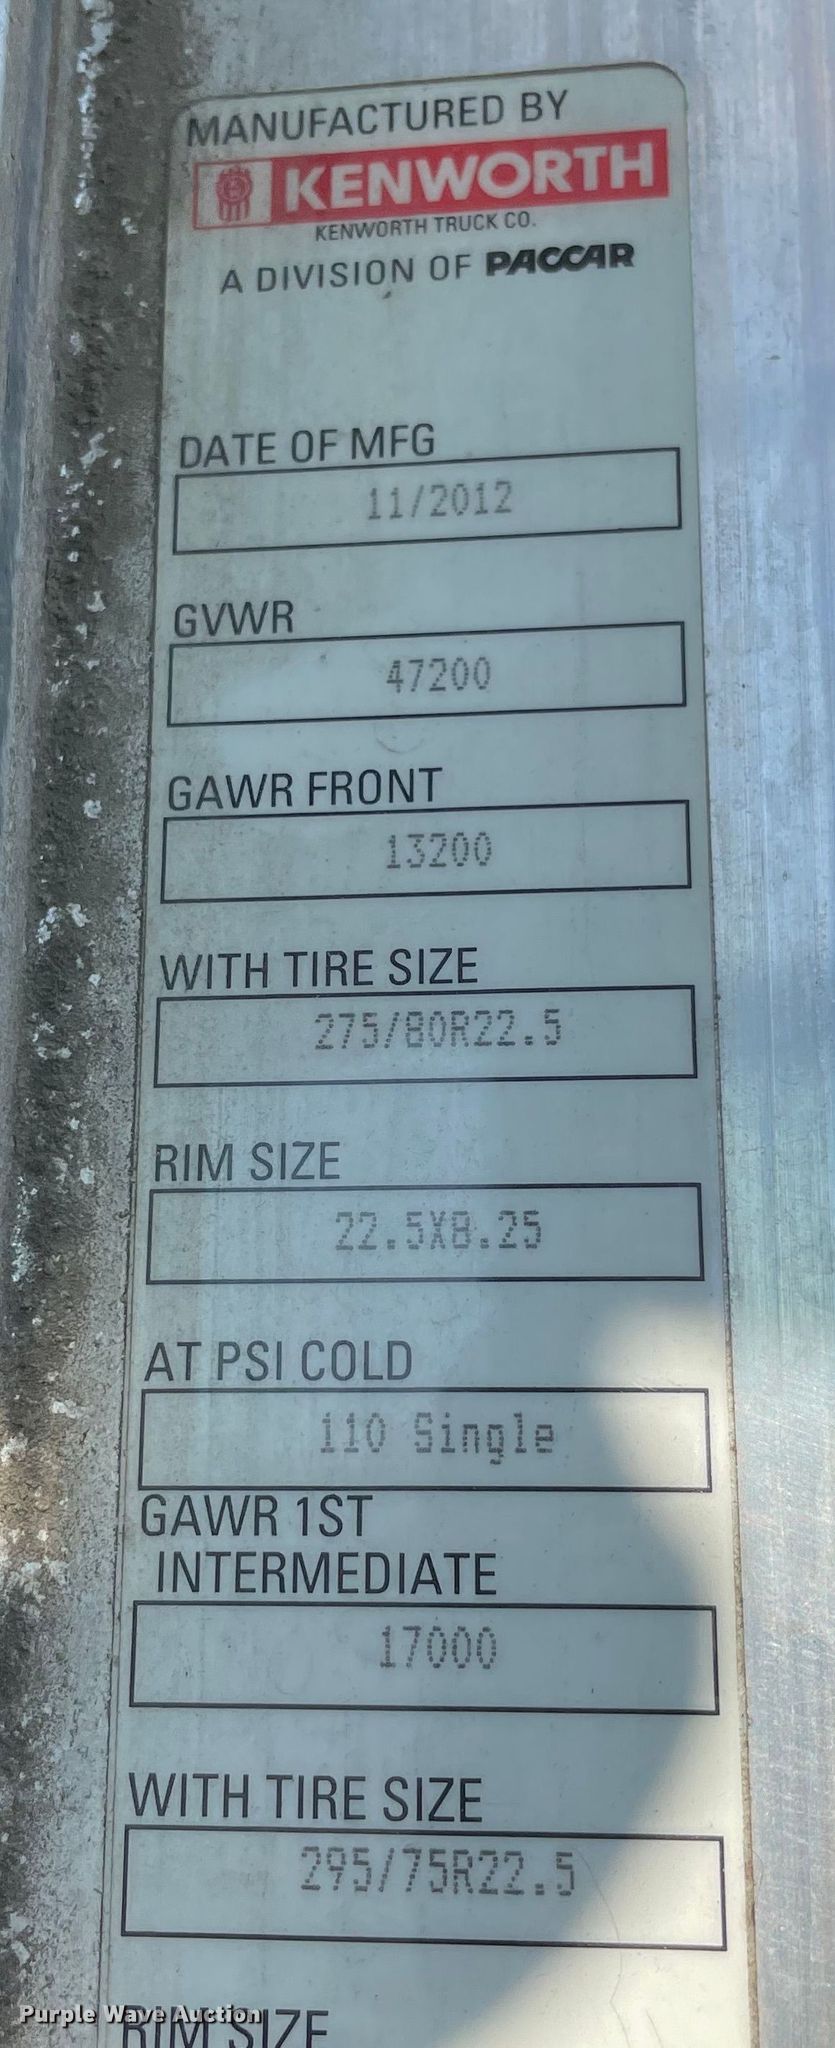 MANUFACTURED BY
KENWORTH
KENWORTH TRUCK CO.
A DIVISION OF PACCAR
DATE OF MFG
11/2012
GVWR
47200
GAWR FRONT
13200
WITH TIRE SIZE
275/80R22.5
RIM SIZE
22.5X8.25
AT PSI COLD
110 Single
GAWR 1ST
INTERMEDIATE
17000
WITH TIRE SIZE
295/75R22.5
RIM SIZE
Purple Wave Auction